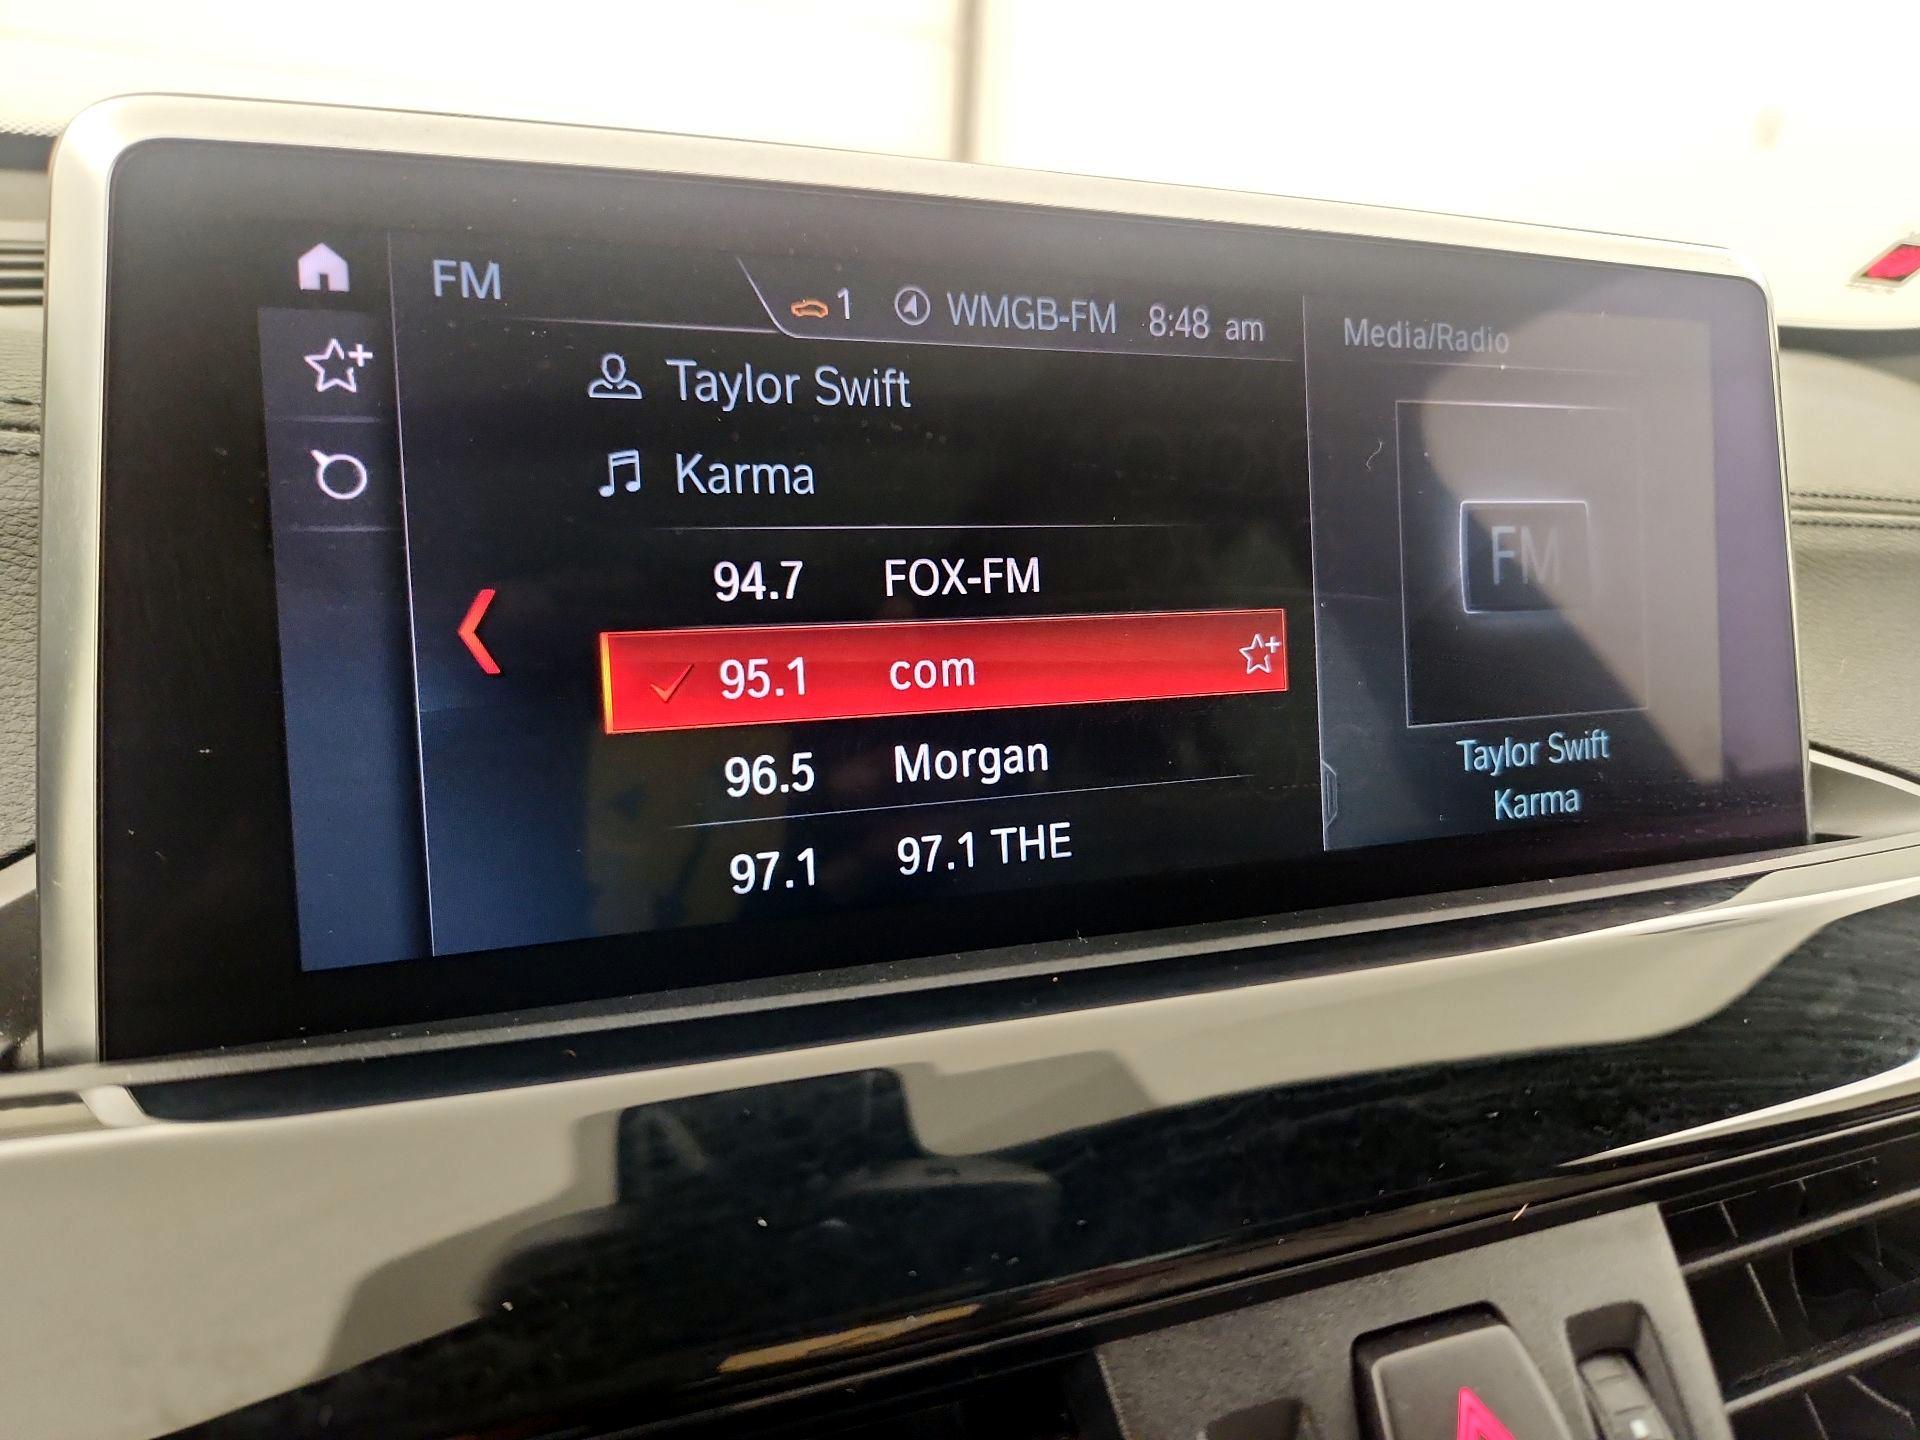 FM
1 WMGB-FM 8:48 am
Media/Radio
Taylor Swift
Karma
94.7 FOX-FM
95.1 com
96.5 Morgan
97.1 97.1 THE
FM
Taylor Swift
Karma